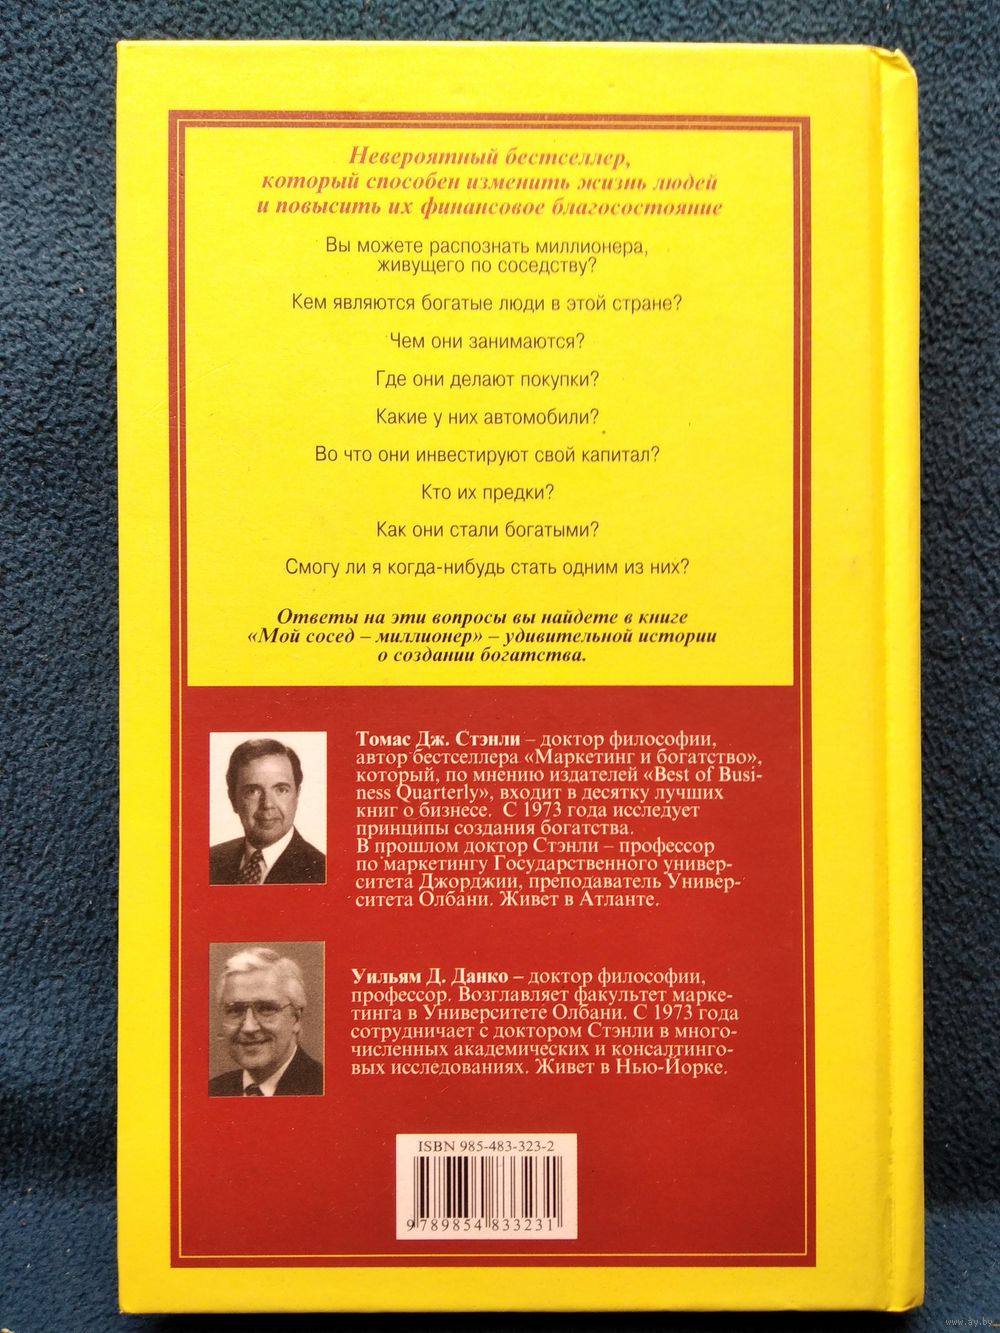 Невероятный бестселлер,
который способен изменить жизнь людей
и повысить их финансовое благосостояние
Вы можете распознать миллионера,
живущего по соседству?
Кем являются богатые люди в этой стране?
Чем они занимаются?
Где они делают покупки?
Какие у них автомобили?
Во что они инвестируют свой капитал?
Кто их предки?
Как они стали богатыми?
Смогу ли я когда-нибудь стать одним из них?
Ответы на эти вопросы вы найдете в книге
«Мой сосед – миллионер» – удивительной истории
о создании богатства.
Томас Дж. Стэнли – доктор философии,
автор бестселлера «Маркетинг и богатство»,
который, по мнению издателей «Best of Busi-
ness Quarterly», входит в десятку лучших
книг о бизнесе. С 1973 года исследует
принципы создания богатства.
В прошлом доктор Стэнли – профессор
по маркетингу Государственного универ-
ситета Джорджии, преподаватель Универ-
ситета Олбани. Живет в Атланте.
Уильям Д. Данко – доктор философии,
профессор. Возглавляет факультет марке-
тинга в Университете Олбани. С 1973 года
сотрудничает с доктором Стэнли в много-
численных академических и консалтинго-
вых исследованиях. Живет в Нью-Йорке.
ISBN 985-483-323-2
9 789854 833231
www.ay.by